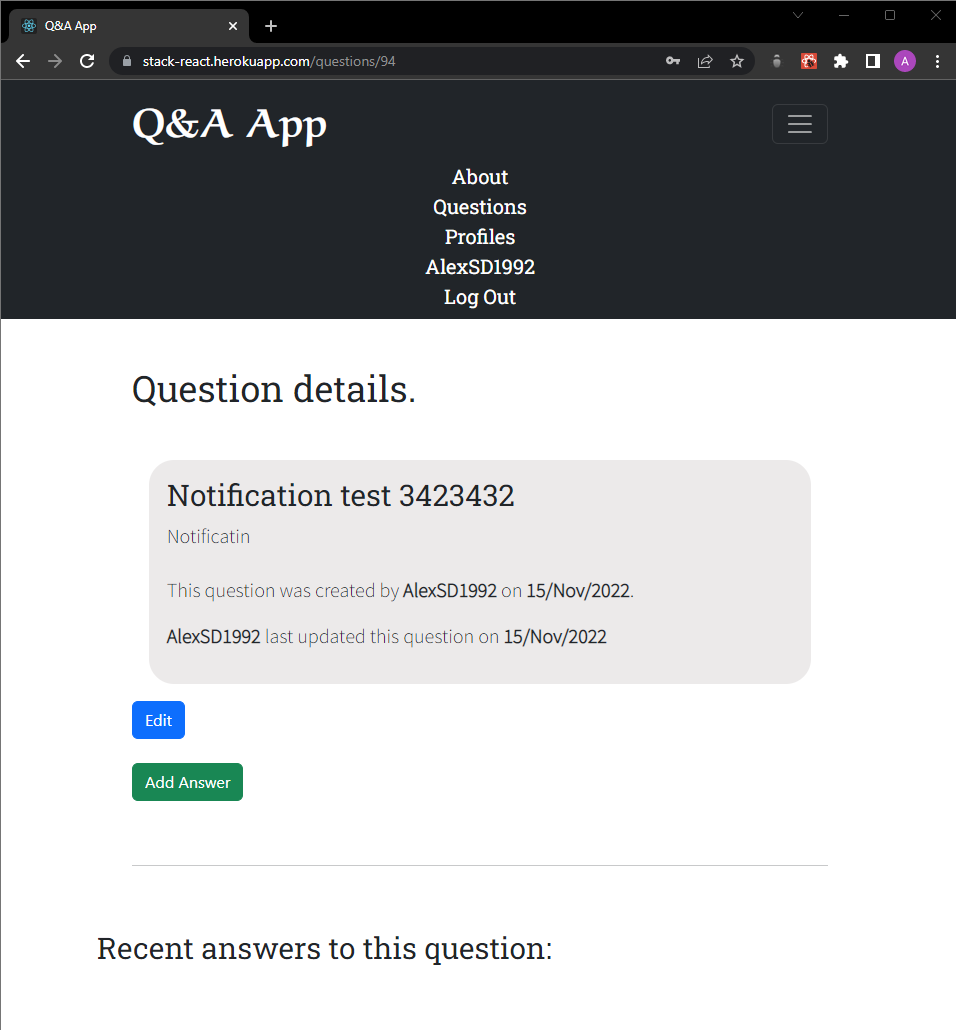 Q&A App
stack-react.herokuapp.com/questions/94
A
Q&A App
About
Questions
Profiles
AlexSD1992
Log Out
Question details.
Notification test 3423432
Notificatin
This question was created by AlexSD1992 on 15/Nov/2022.
AlexSD1992 last updated this question on 15/Nov/2022
Edit
Add Answer
Recent answers to this question: